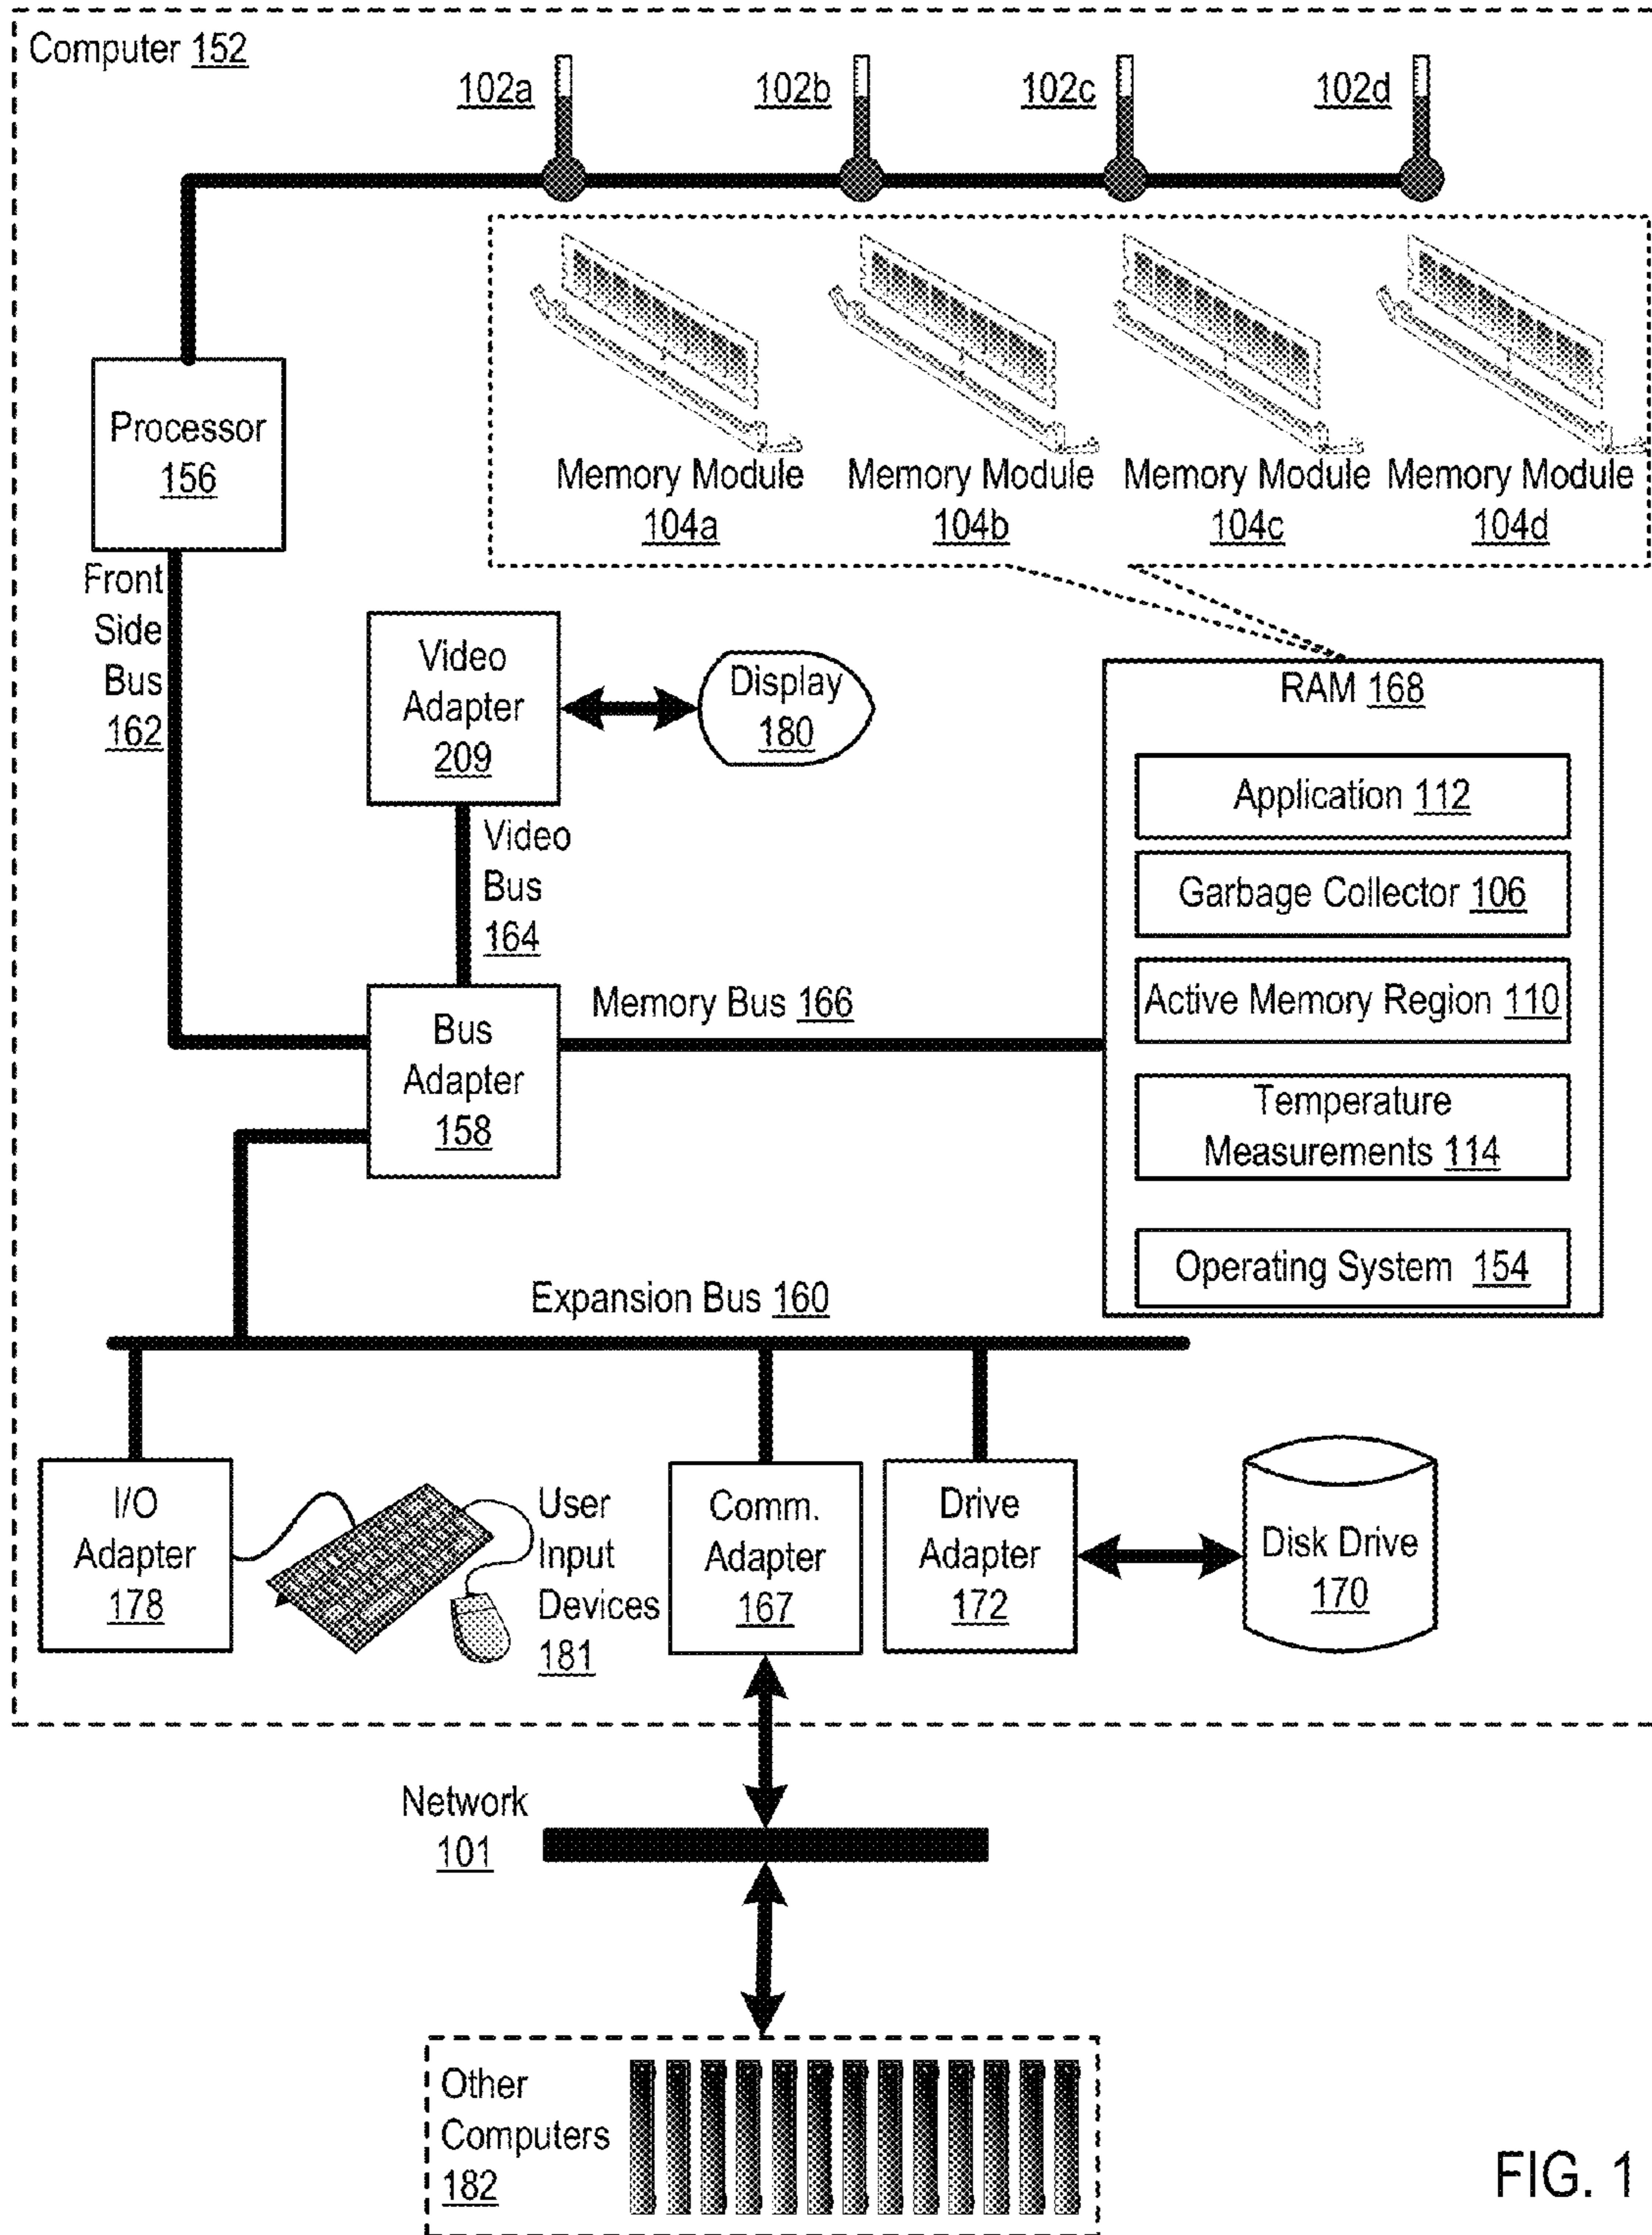 Computer 152
102a
102b
102c
102d
Processor
156
Memory Module
104a
Memory Module
104b
Memory Module
104c
Memory Module
104d
Front
Side
Bus
162
Video
Adapter
209
Display
180
Video
Bus
164
RAM 168
Application 112
Garbage Collector 106
Active Memory Region 110
Temperature
Measurements 114
Operating System 154
Memory Bus 166
Bus
Adapter
158
Expansion Bus 160
I/O
Adapter
178
User
Input
Devices
181
Comm.
Adapter
167
Drive
Adapter
172
Disk Drive
170
Network
101
Other
Computers
182
FIG. 1